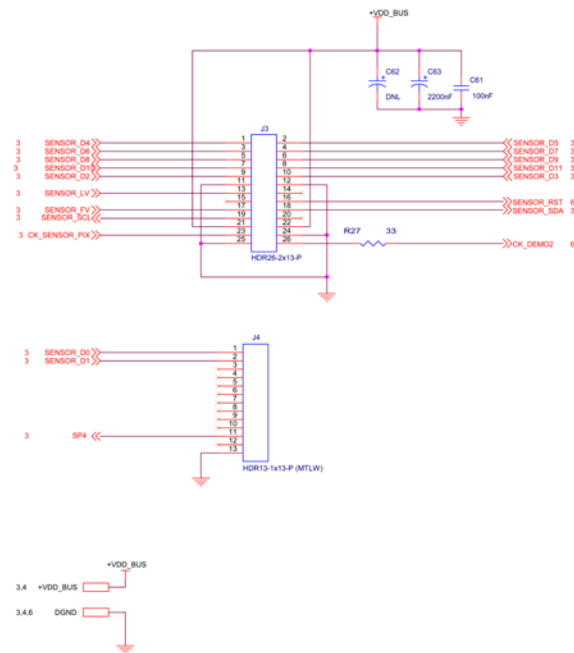 +VDD_BUS
C62
C63
C61
DNL
2200nF
100nF
J3
3 SENSOR_D4 1 2 SENSOR_D5 3
3 SENSOR_D6 3 4 SENSOR_D7 3
3 SENSOR_D8 5 6 SENSOR_D9 3
3 SENSOR_D10 7 8 SENSOR_D11 3
3 SENSOR_D2 9 10 SENSOR_D3 3
11 12
3 SENSOR_LV 13 14
15 16 SENSOR_RST 6
3 SENSOR_FV 17 18 SENSOR_SDA 3
3 SENSOR_SCL 19 20
21 22
3 CK_SENSOR_PIX 23 24
25 26 R27 33 CK_DEMO2 6
HDR26-2x13-P
J4
3 SENSOR_D0 1
3 SENSOR_D1 2
3
4
5
6
7
8
9
10
3 SP4 11
12
13
HDR13-1x13-P (MTLW)
+VDD_BUS
3,4 +VDD_BUS
3,4,6 DGND